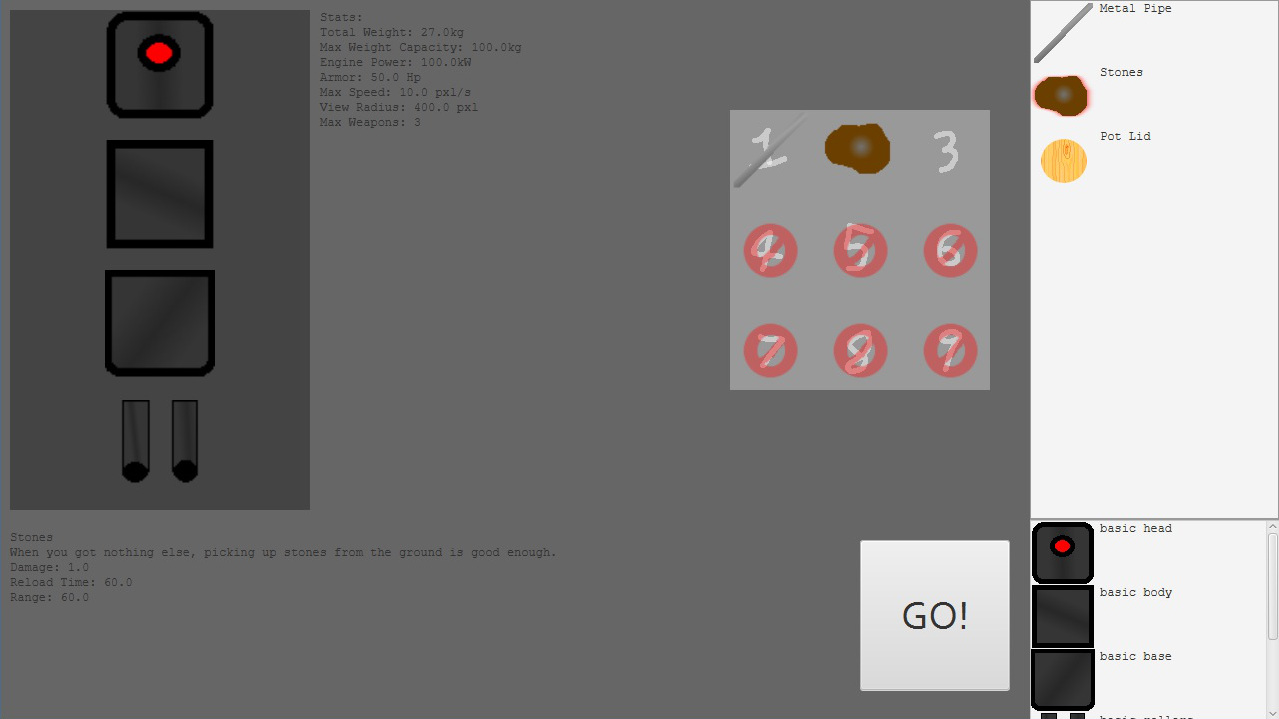 Stats:
Total Weight: 27.0kg
Max Weight Capacity: 100.0kg
Engine Power: 100.0kW
Armor: 50.0 Hp
Max Speed: 10.0 pxl/s
View Radius: 400.0 pxl
Max Weapons: 3
1 3
4 5 6
7 8 9
Metal Pipe
Stones
Pot Lid
Stones
When you got nothing else, picking up stones from the ground is good enough.
Damage: 1.0
Reload Time: 60.0
Range: 60.0
GO!
basic head
basic body
basic base
basic rollers